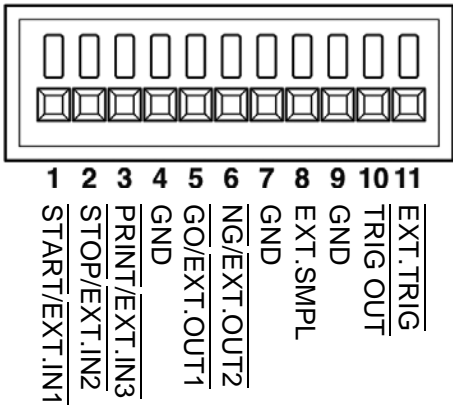 1 2 3 4 5 6 7 8 9 10 11
START/EXT.IN1
STOP/EXT.IN2
PRINT/EXT.IN3
GND
GO/EXT.OUT1
NG/EXT.OUT2
GND
EXT.SMPL
GND
TRIG OUT
EXT.TRIG